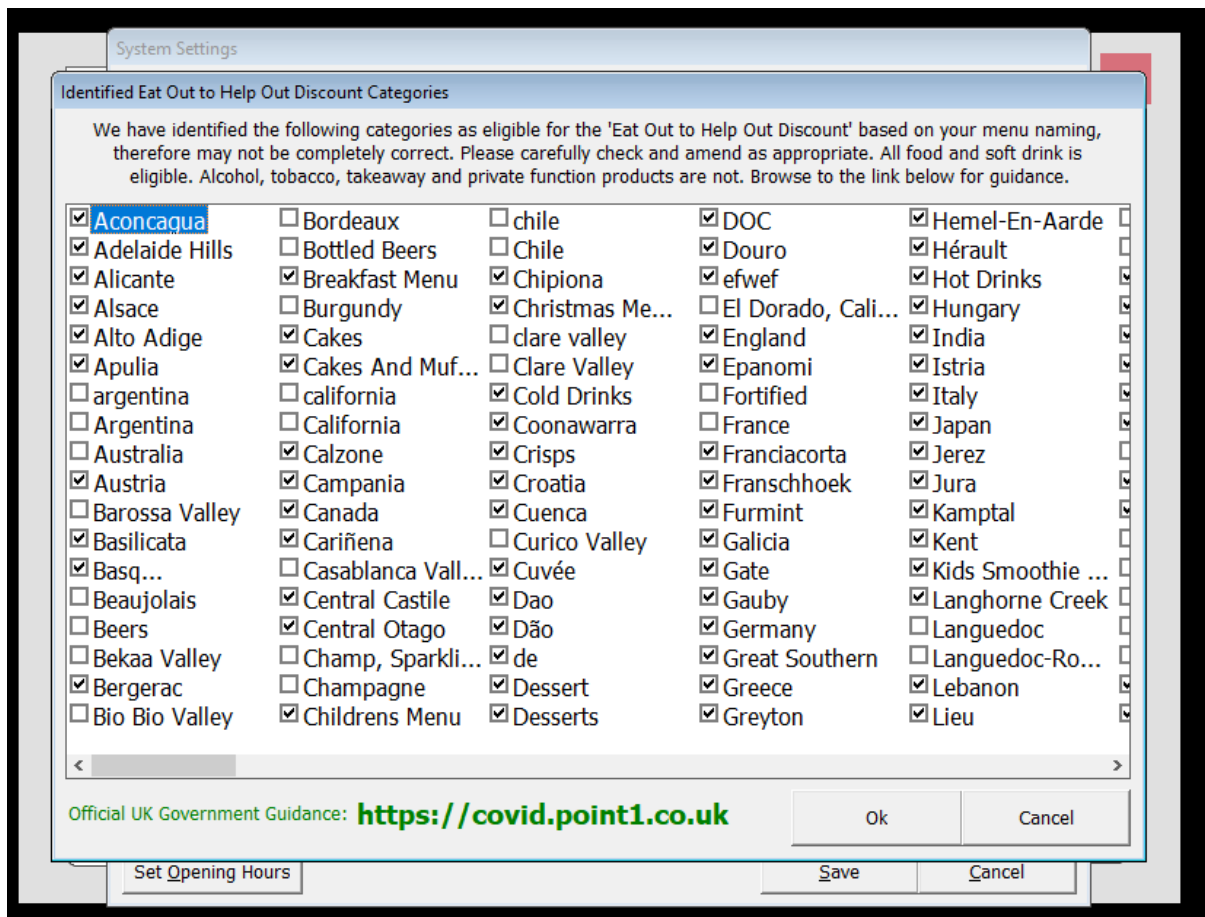 System Settings
Identified Eat Out to Help Out Discount Categories
We have identified the following categories as eligible for the 'Eat Out to Help Out Discount' based on your menu naming,
therefore may not be completely correct. Please carefully check and amend as appropriate. All food and soft drink is
eligible. Alcohol, tobacco, takeaway and private function products are not. Browse to the link below for guidance.
Aconcagua
Adelaide Hills
Alicante
Alsace
Alto Adige
Apulia
argentina
Argentina
Australia
Austria
Barossa Valley
Basilicata
Basq...
Beaujolais
Beers
Bekaa Valley
Bergerac
Bio Bio Valley
Bordeaux
Bottled Beers
Breakfast Menu
Burgundy
Cakes
Cakes And Muf...
california
California
Calzone
Campania
Canada
Cariñena
Casablanca Vall...
Central Castile
Central Otago
Champ, Sparkli...
Champagne
Childrens Menu
chile
Chile
Chipiona
Christmas Me...
clare valley
Clare Valley
Cold Drinks
Coonawarra
Crisps
Croatia
Cuenca
Curico Valley
Cuvée
Dao
Dão
de
Dessert
Desserts
DOC
Douro
efwef
El Dorado, Cali...
England
Epanomi
Fortified
France
Franciacorta
Franschhoek
Furmint
Galicia
Gate
Gauby
Germany
Great Southern
Greece
Greyton
Hemel-En-Aarde
Hérault
Hot Drinks
Hungary
India
Istria
Italy
Japan
Jerez
Jura
Kamptal
Kent
Kids Smoothie ...
Langhorne Creek
Languedoc
Languedoc-Ro...
Lebanon
Lieu
Official UK Government Guidance: https://covid.point1.co.uk
Ok
Cancel
Set Opening Hours
Save
Cancel